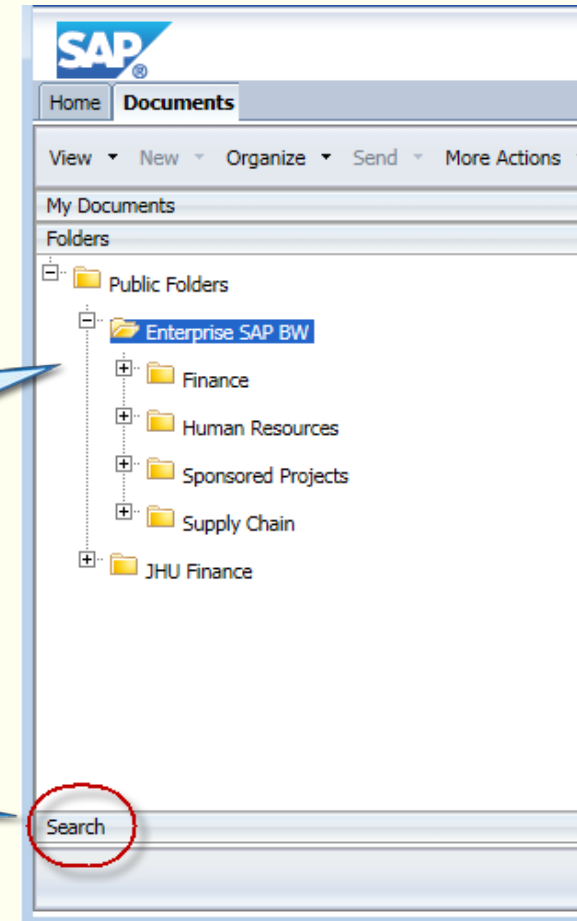 SAP®
Home Documents
View New Organize Send More Actions
My Documents
Folders
Public Folders
Enterprise SAP BW
Finance
Human Resources
Sponsored Projects
Supply Chain
JHU Finance
Search